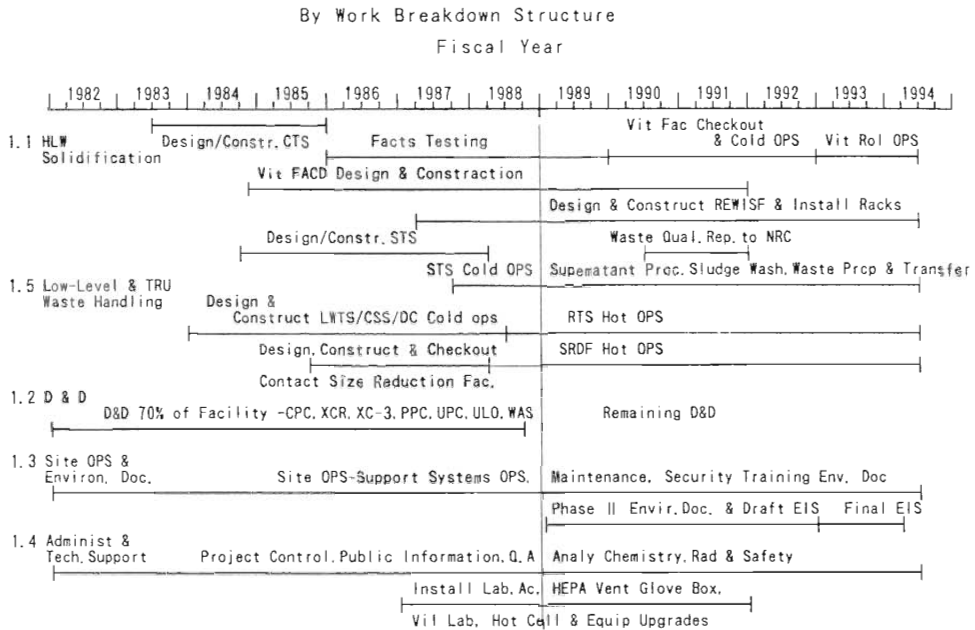 By Work Breakdown Structure
Fiscal Year
1982 1983 1984 1985 1986 1987 1988 1989 1990 1991 1992 1993 1994
Vit Fac Checkout
1.1 HLW Design/Constr. CTS Facts Testing & Cold OPS Vit Rol OPS
Solidification
Vit FACD Design & Constraction
Design & Construct REWISF & Install Racks
Design/Constr. STS Waste Qual. Rep. to NRC
STS Cold OPS Supematant Proc. Sludge Wash. Waste Prcp & Transfer
1.5 Low-Level & TRU
Waste Handling Design &
Construct LWTS/CSS/DC Cold ops RTS Hot OPS
Design. Construct & Checkout SRDF Hot OPS
Contact Size Reduction Fac.
1.2 D & D
D&D 70% of Facility -CPC. XCR. XC-3. PPC. UPC. ULO. WAS Remaining D&D
1.3 Site OPS &
Environ. Doc. Site OPS-Support Systems OPS. Maintenance. Security Training Env. Doc
Phase II Envir. Doc. & Draft EIS Final EIS
1.4 Administ &
Tech. Support Project Control. Public Information. Q.A Analy Chemistry. Rad & Safety
Install Lab. Ac. HEPA Vent Glove Box.
Vit Lab. Hot Cell & Equip Upgrades